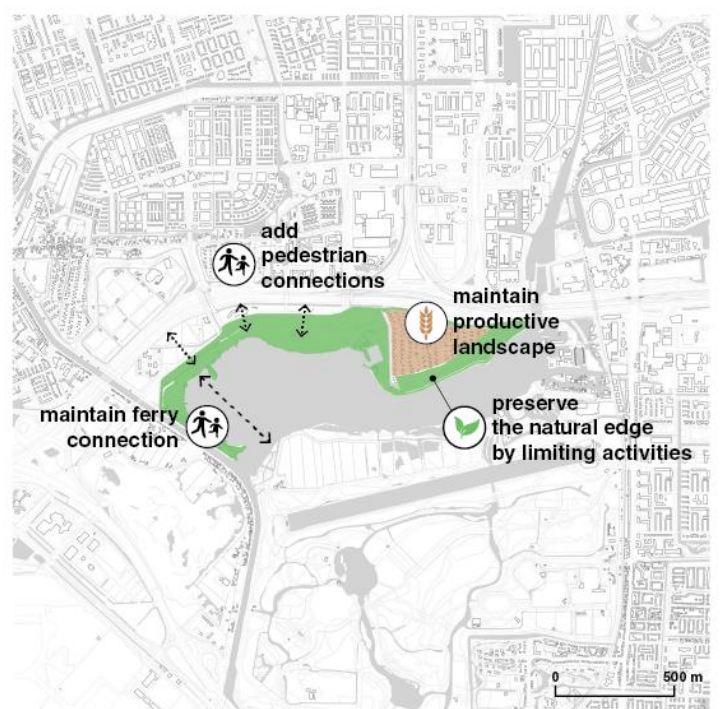 add
pedestrian
connections
maintain
productive
landscape
maintain ferry
connection
preserve
the natural edge
by limiting activities
0 500 m